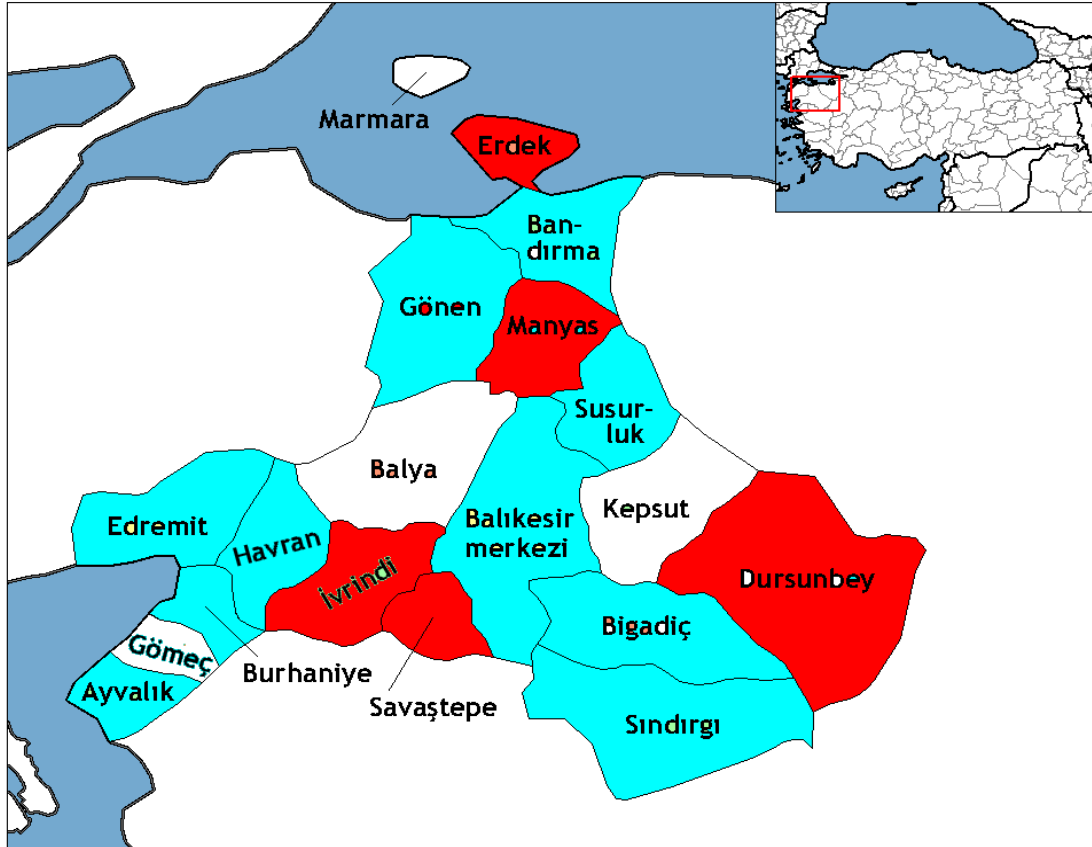 Marmara
Erdek
Ban-
dırma
Gönen
Manyas
Susur-
luk
Balya
Kepsut
Edremit
Havran
Balıkesir
merkezi
İvrindi
Dursunbey
Bigadiç
Gömeç
Burhaniye
Ayvalık
Savaştepe
Sındırgı